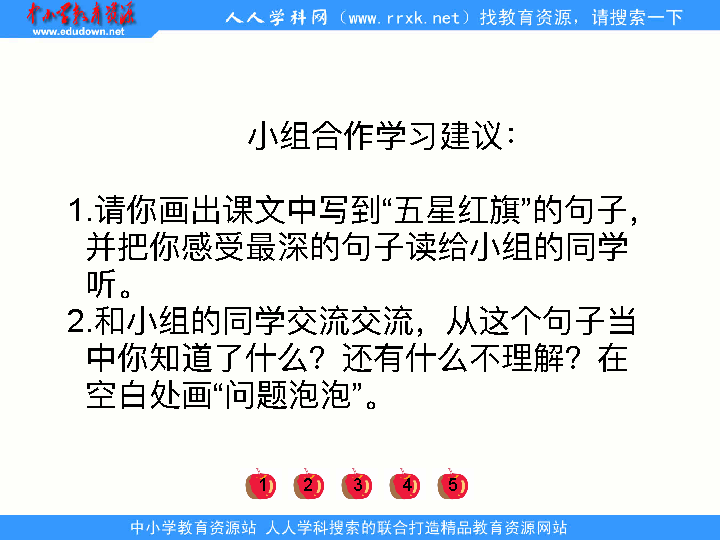 中小学教育资源
www.edudown.net
人人学科网（www.rrxk.net）找教育资源，请搜索一下
小组合作学习建议：
1.请你画出课文中写到“五星红旗”的句子，
并把你感受最深的句子读给小组的同学
听。
2.和小组的同学交流交流，从这个句子当
中你知道了什么？还有什么不理解？在
空白处画“问题泡泡”。
1 2 3 4 5
中小学教育资源站 人人学科搜索的联合打造精品教育资源网站